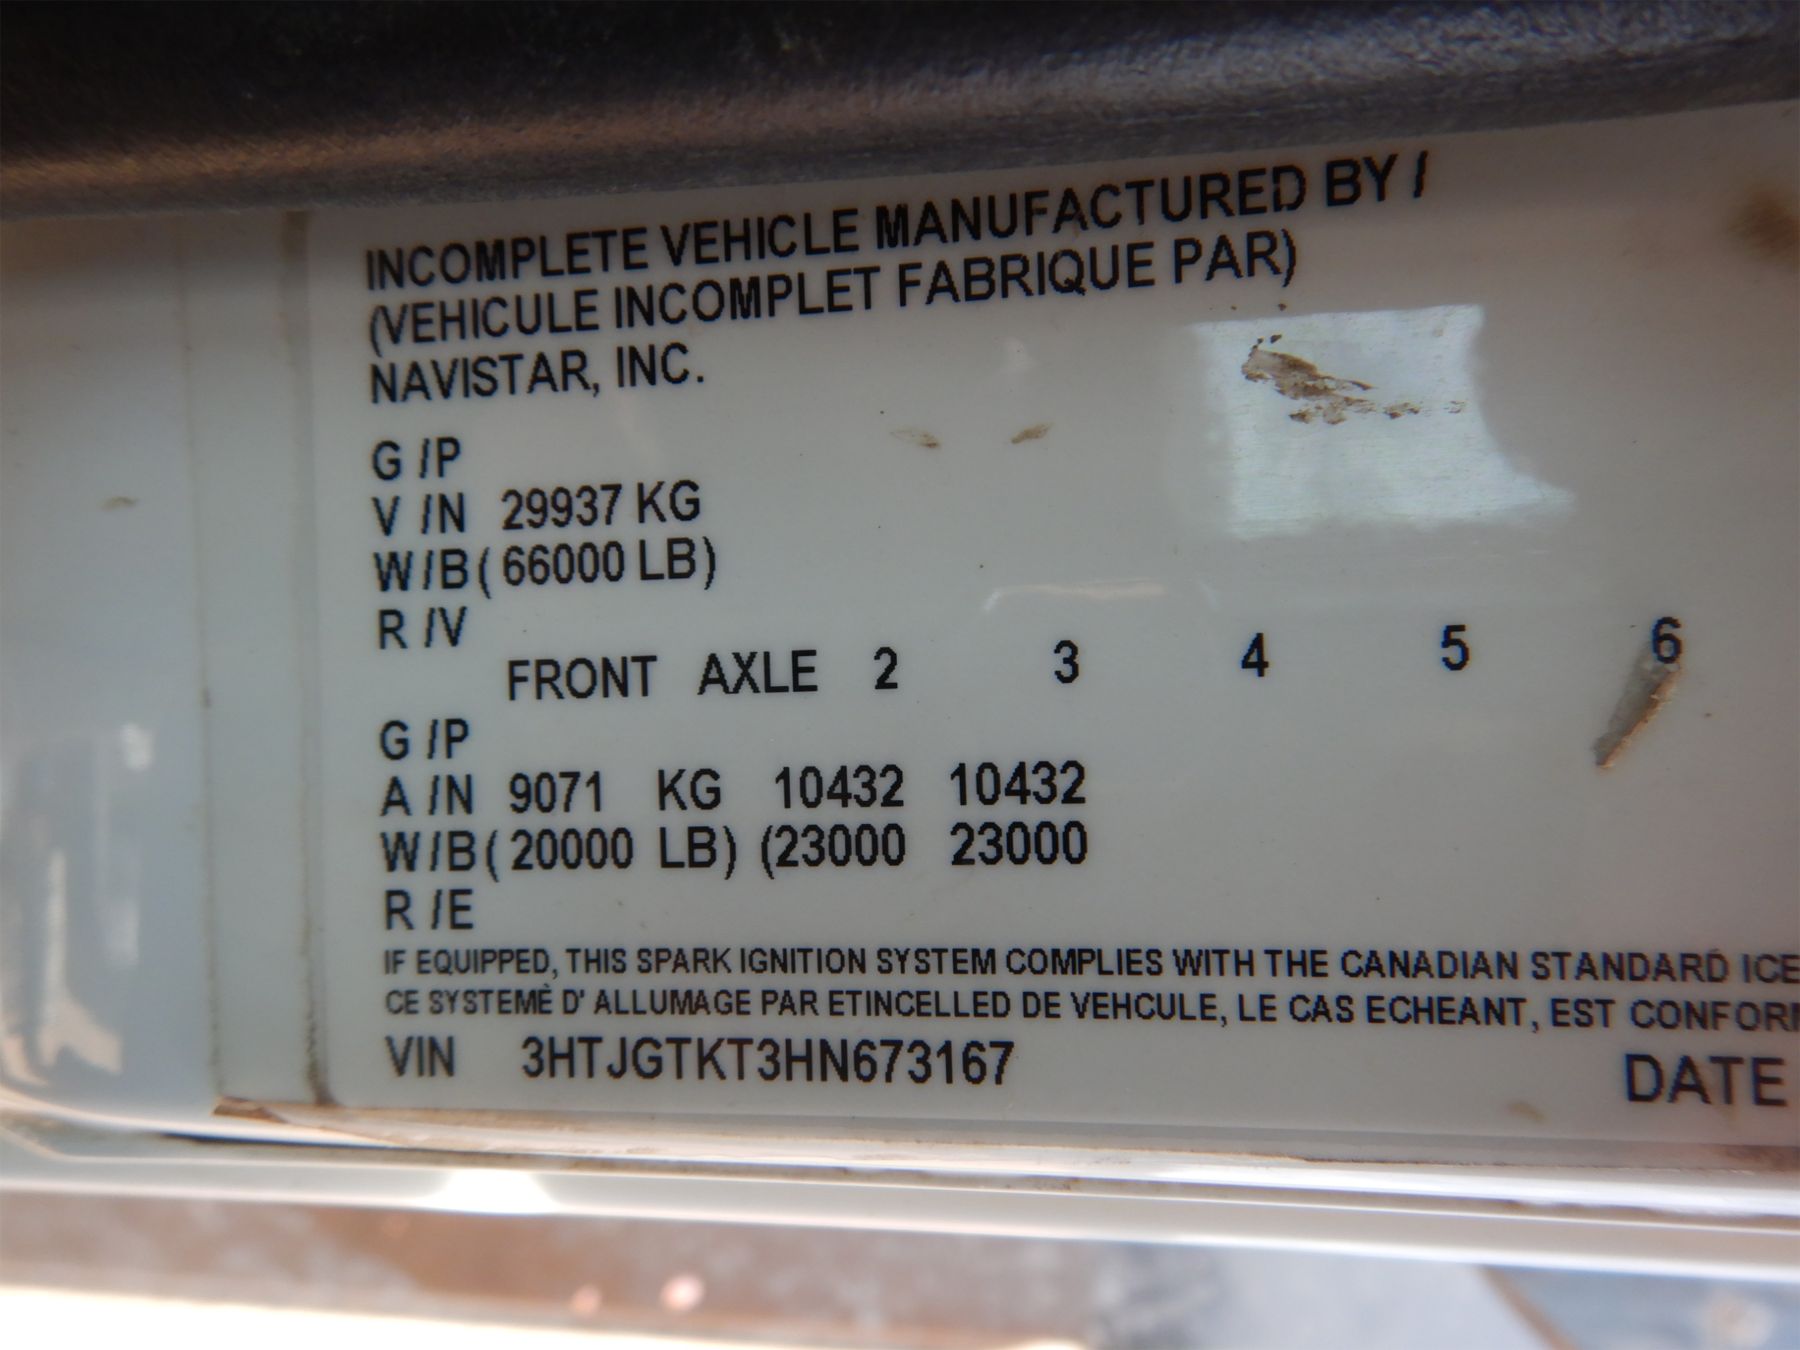 INCOMPLETE VEHICLE MANUFACTURED BY /
(VEHICULE INCOMPLET FABRIQUE PAR)
NAVISTAR, INC.
G /P
V /N 29937 KG
W/B ( 66000 LB)
R /V
FRONT AXLE 2 3 4 5 6
G /P
A /N 9071 KG 10432 10432
W/B ( 20000 LB) (23000 23000
R /E
IF EQUIPPED, THIS SPARK IGNITION SYSTEM COMPLIES WITH THE CANADIAN STANDARD ICE
CE SYSTEMÈ D' ALLUMAGE PAR ETINCELLED DE VEHCULE, LE CAS ECHEANT, EST CONFOR
VIN 3HTJGTKT3HN673167
DATE